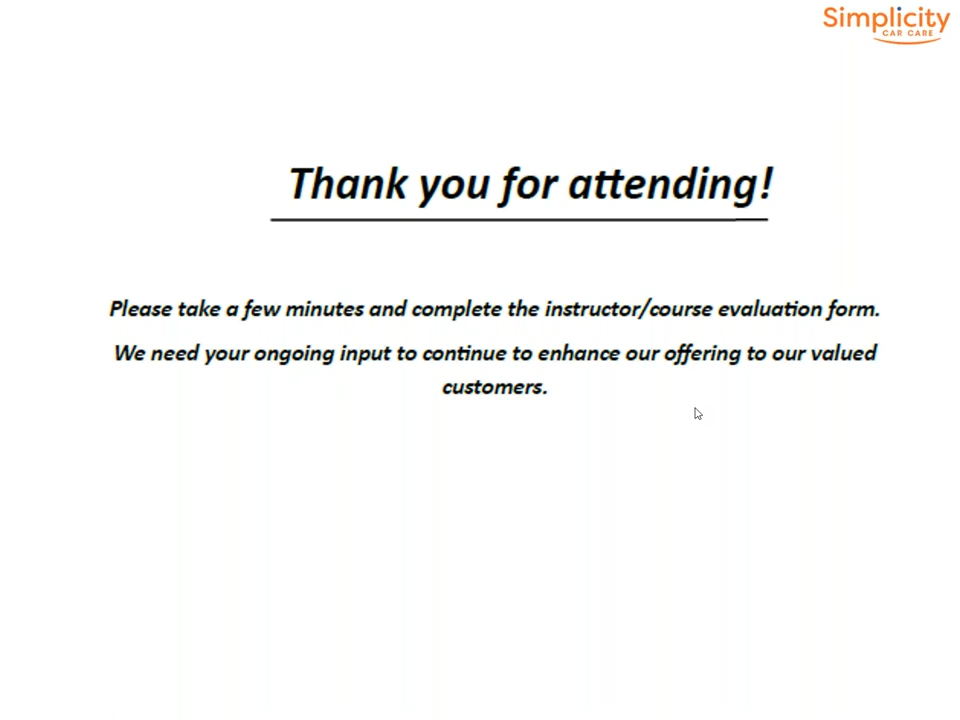 Simplicity
CAR CARE
Thank you for attending!
Please take a few minutes and complete the instructor/course evaluation form.
We need your ongoing input to continue to enhance our offering to our valued
customers.